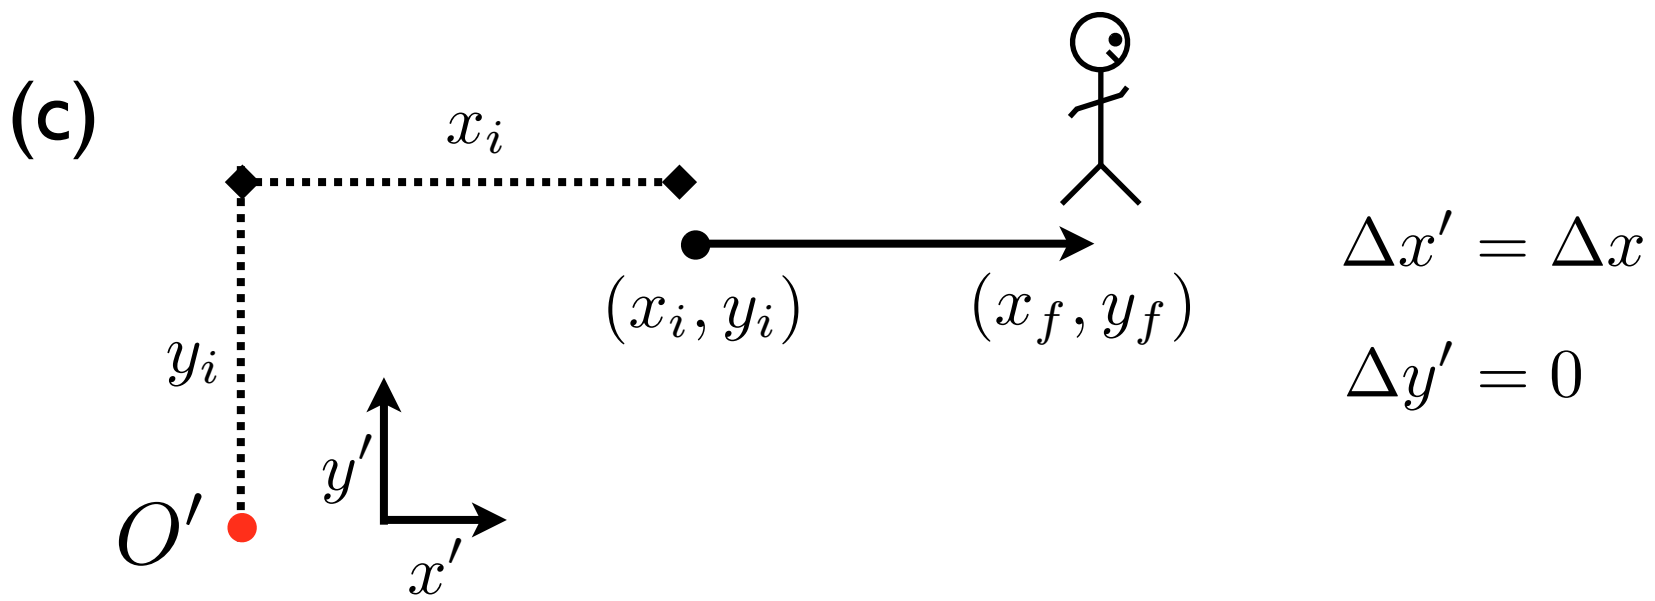 (c)
x_i
Δx′ = Δx
(x_i, y_i)
(x_f, y_f)
y_i
Δy′ = 0
y′
O′
x′